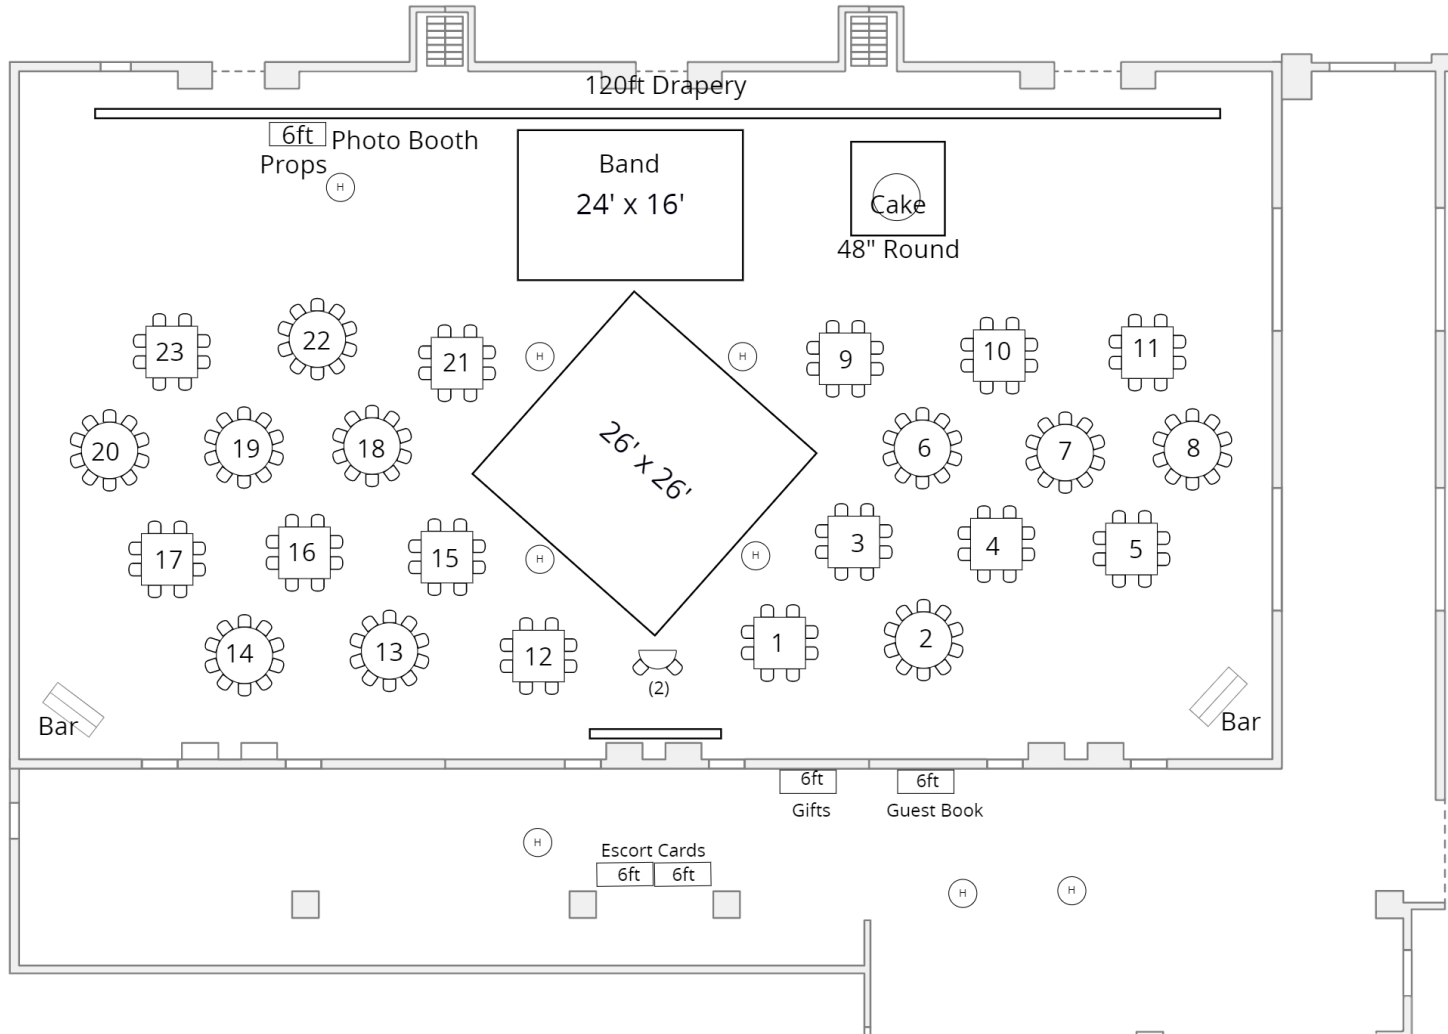 120ft Drapery
6ft
Photo Booth
Props
H
Band
24' x 16'
Cake
48" Round
23
22
21
H
H
9
10
11
20
19
18
26' x 26'
6
7
8
17
16
15
H
H
3
4
5
14
13
12
(2)
1
2
Bar
Bar
6ft
Gifts
6ft
Guest Book
H
Escort Cards
6ft
6ft
H
H